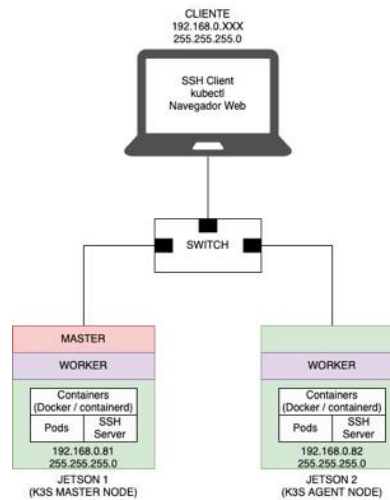 CLIENTE
192.168.0.XXX
255.255.255.0
SSH Client
kubectl
Navegador Web
SWITCH
MASTER
WORKER
Containers
(Docker / containerd)
Pods
SSH
Server
192.168.0.81
255.255.255.0
JETSON 1
(K3S MASTER NODE)
WORKER
Containers
(Docker / containerd)
Pods
SSH
Server
192.168.0.82
255.255.255.0
JETSON 2
(K3S AGENT NODE)